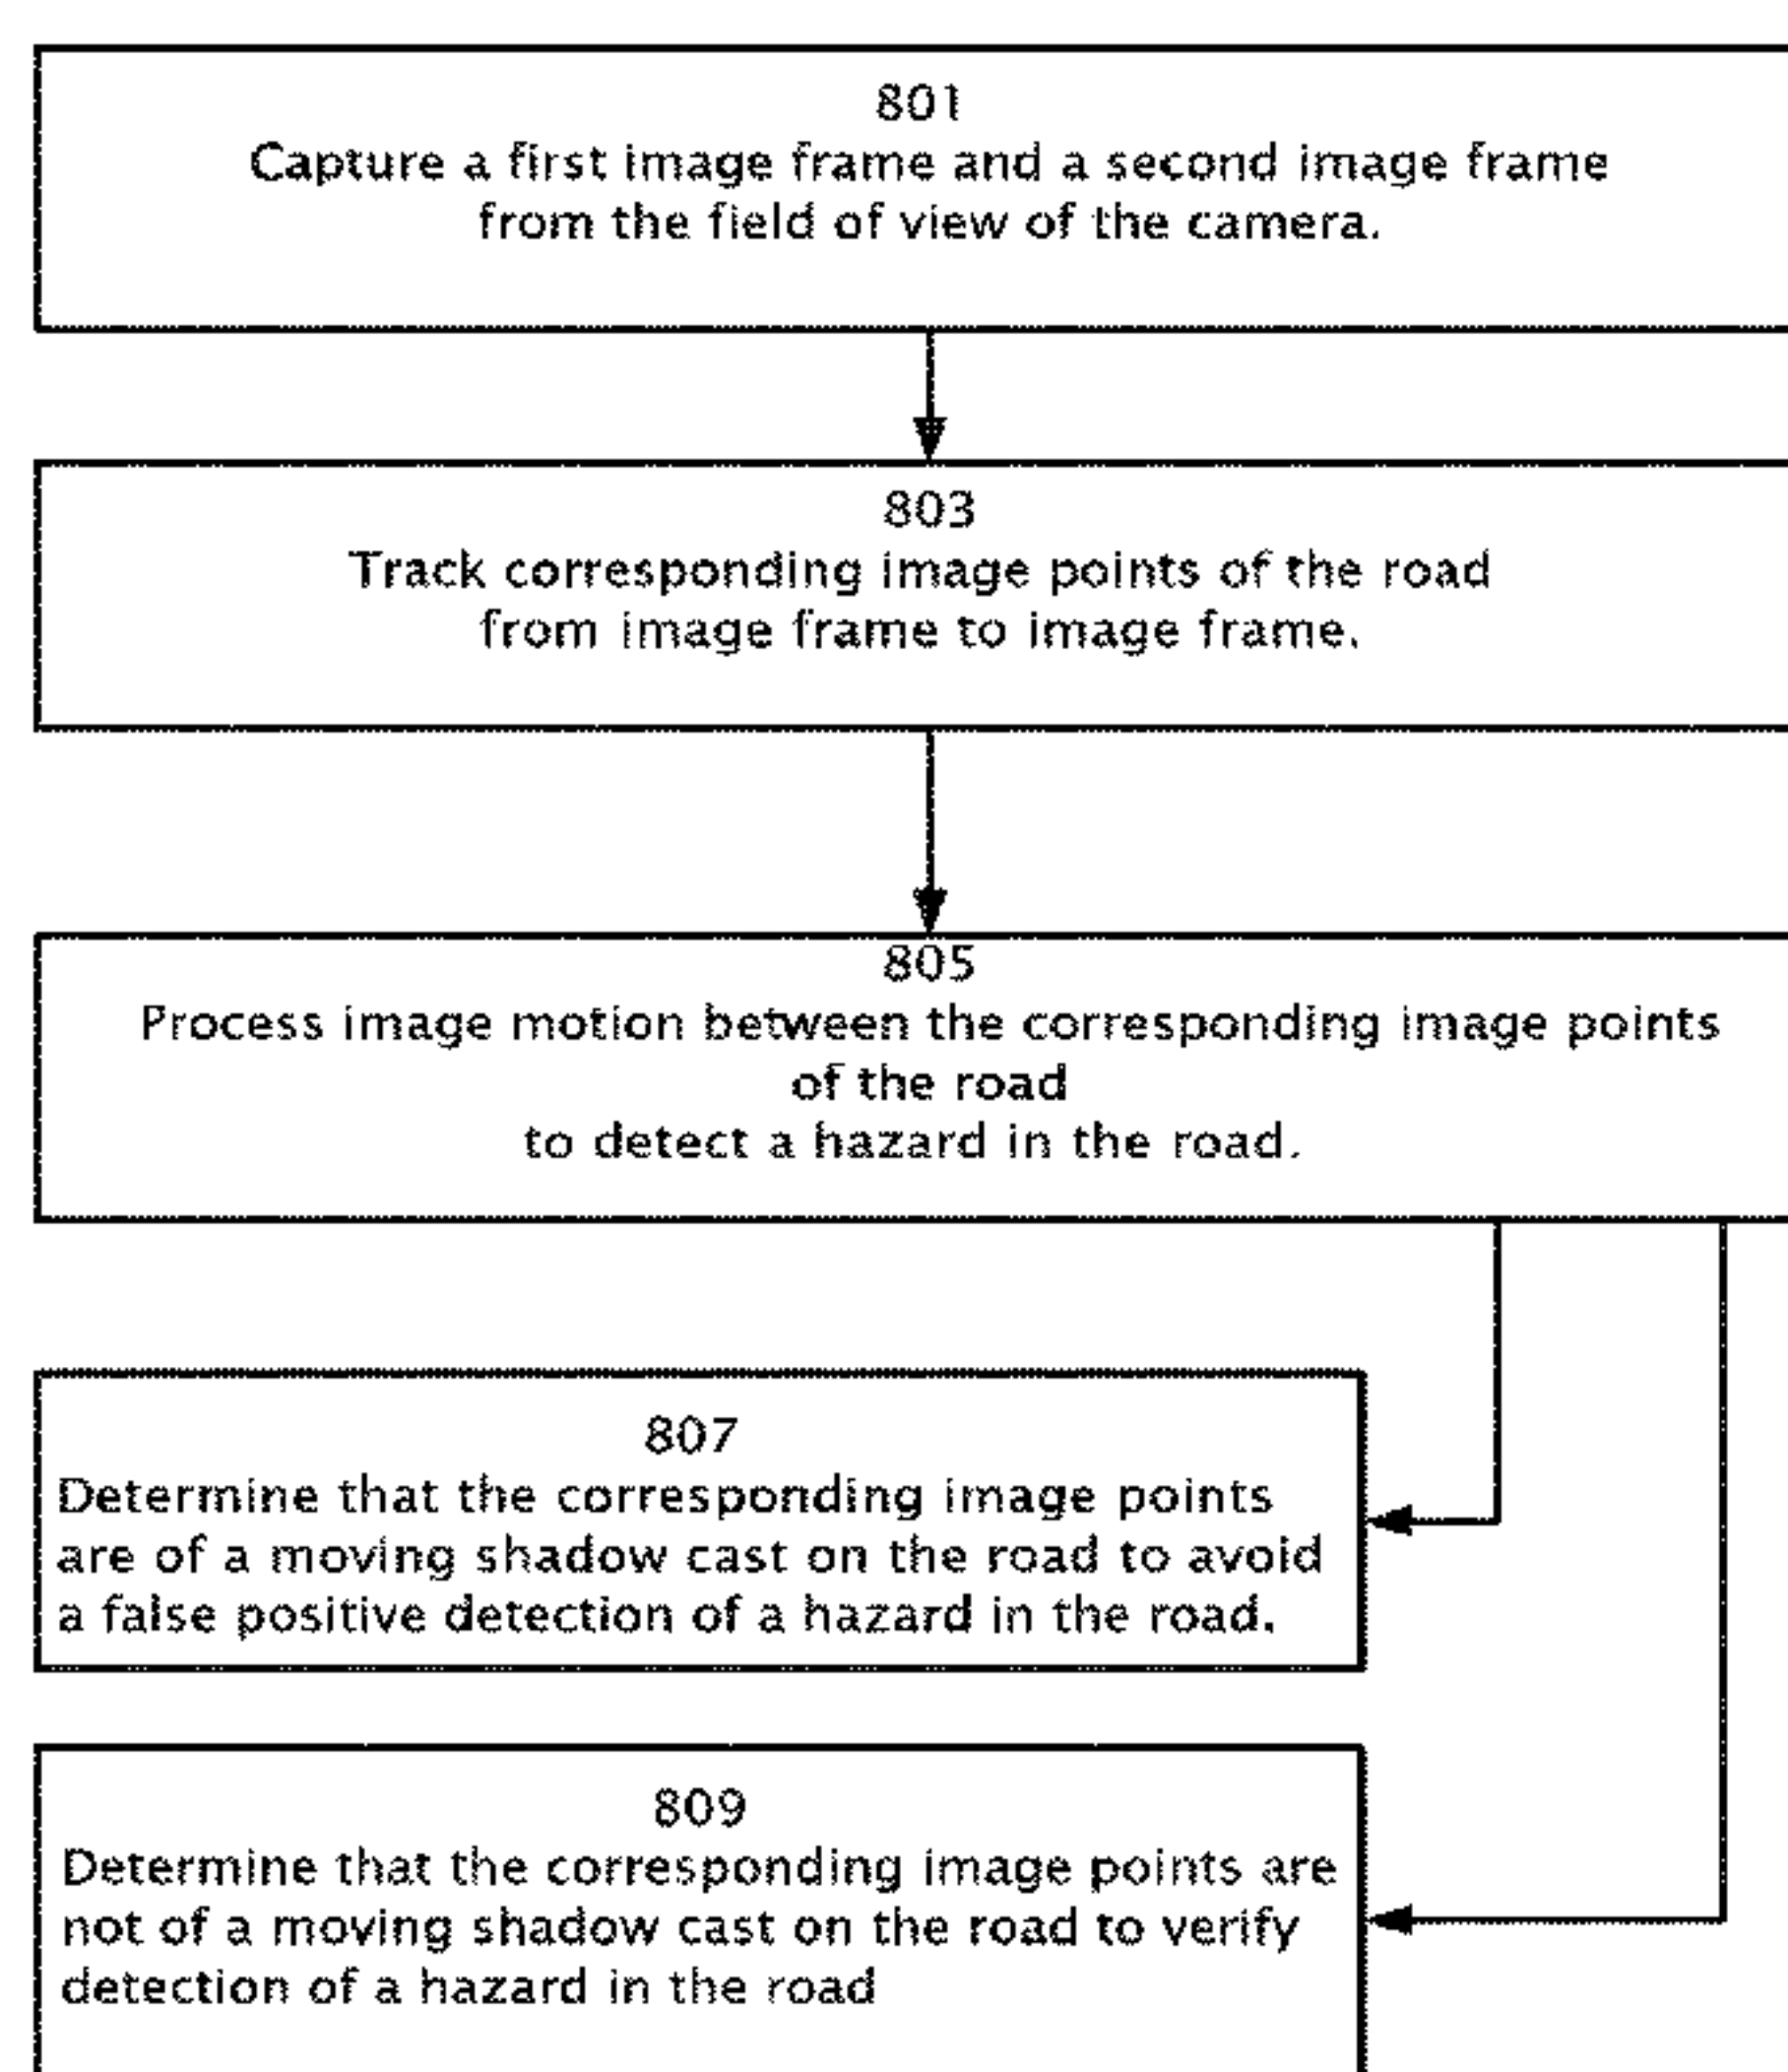 801
Capture a first image frame and a second image frame
from the field of view of the camera.
803
Track corresponding image points of the road
from image frame to image frame.
805
Process image motion between the corresponding image points
of the road
to detect a hazard in the road.
807
Determine that the corresponding image points
are of a moving shadow cast on the road to avoid
a false positive detection of a hazard in the road.
809
Determine that the corresponding image points are
not of a moving shadow cast on the road to verify
detection of a hazard in the road